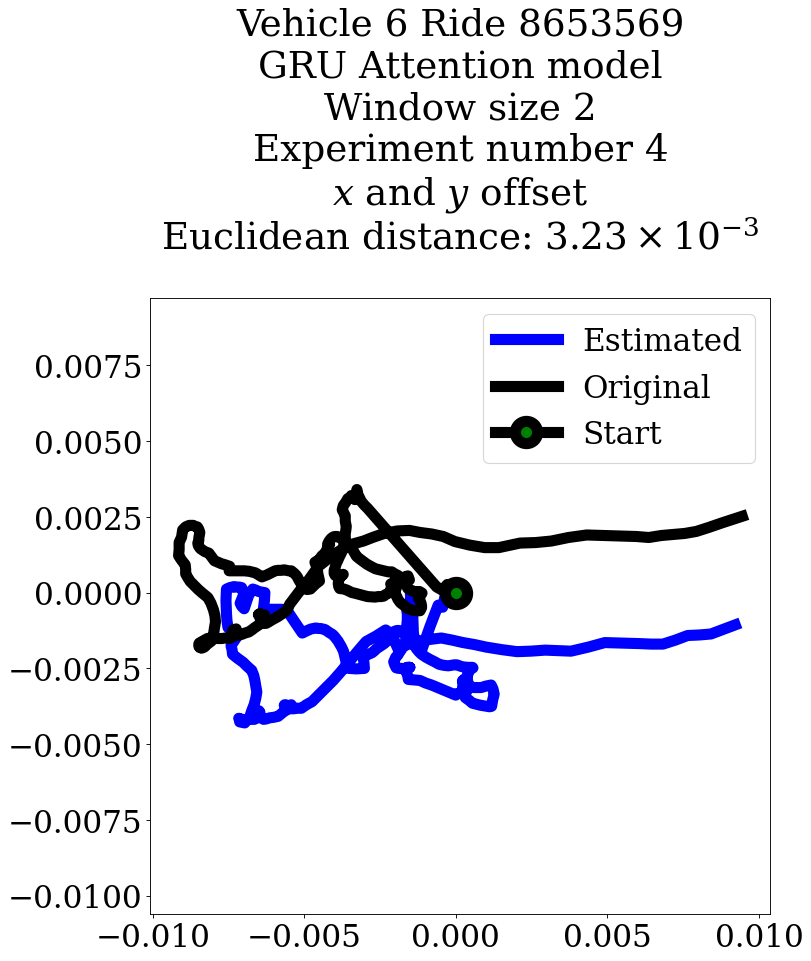 Vehicle 6 Ride 8653569
GRU Attention model
Window size 2
Experiment number 4
x and y offset
Euclidean distance: 3.23 × 10⁻³
Estimated
Original
Start
0.0075
0.0050
0.0025
0.0000
−0.0025
−0.0050
−0.0075
−0.0100
−0.010 −0.005 0.000 0.005 0.010